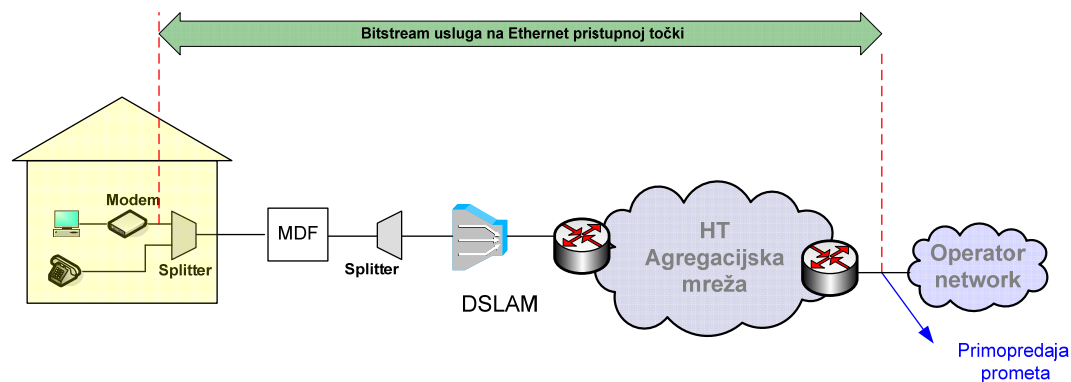 Bitstream usluga na Ethernet pristupnoj točki
Modem
Splitter
MDF
Splitter
DSLAM
HT
Agregacijska
mreža
Operator
network
Primopredaja
prometa